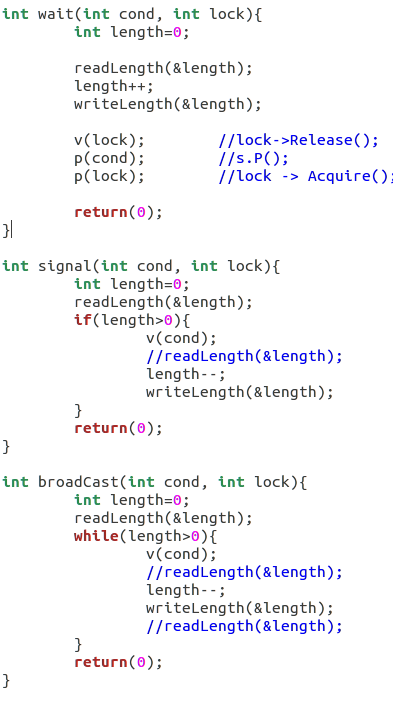 int wait(int cond, int lock){
        int length=0;

        readLength(&length);
        length++;
        writeLength(&length);

        v(lock);        //lock->Release();
        p(cond);        //s.P();
        p(lock);        //lock -> Acquire();

        return(0);
}

int signal(int cond, int lock){
        int length=0;
        readLength(&length);
        if(length>0){
                v(cond);
                //readLength(&length);
                length--;
                writeLength(&length);
        }
        return(0);
}

int broadCast(int cond, int lock){
        int length=0;
        readLength(&length);
        while(length>0){
                v(cond);
                //readLength(&length);
                length--;
                writeLength(&length);
                //readLength(&length);
        }
        return(0);
}